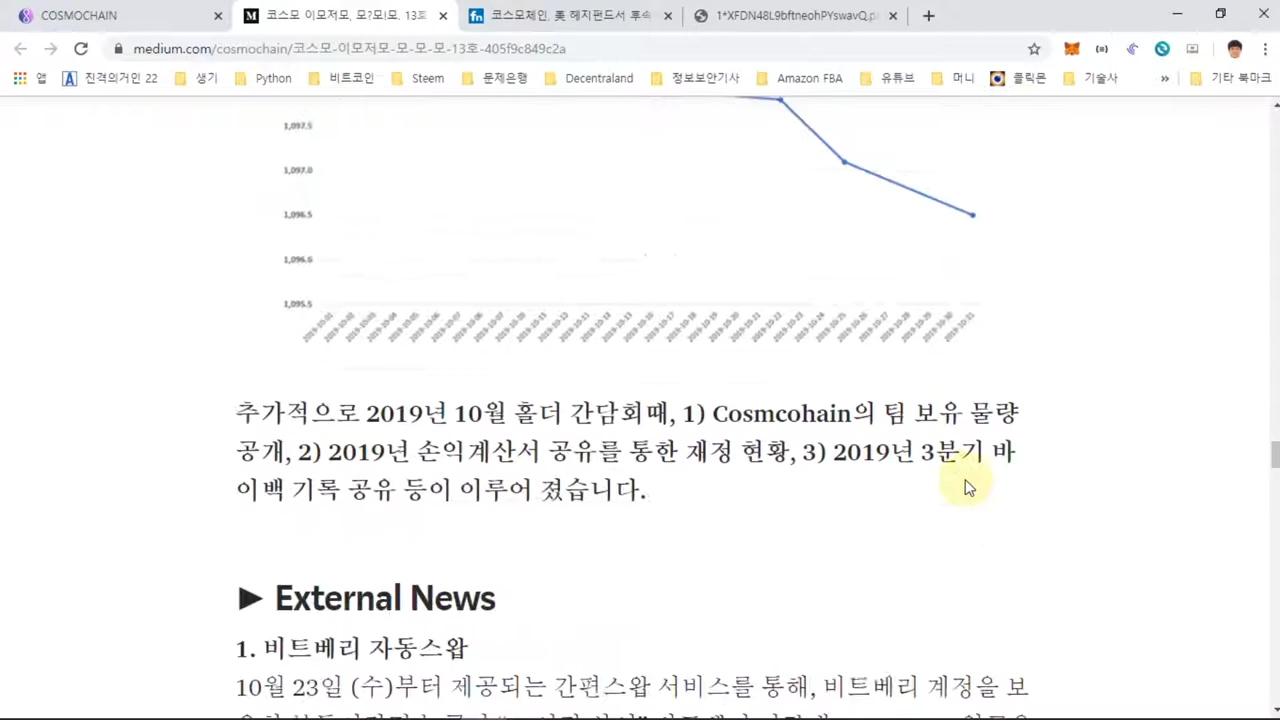 COSMOCHAIN
코스모 이모저모, 모?모!모. 13호
코스모체인, 美 헤지펀드서 후속
1*XFDN48L9bftneohPYswavQ.p
medium.com/cosmochain/코스모-이모저모-모-모-모-13호-405f9c849c2a
앱 진격의거인 22 생기 Python 비트코인 Steem 문제은행 Decentraland 정보보안기사 Amazon FBA 유튜브 머니 클릭몬 기술사 » 기타 북마크
1,097.5
1,097.0
1,096.5
1,096.0
1,095.5
추가적으로 2019년 10월 홀더 간담회때, 1) Cosmcohain의 팀 보유 물량
공개, 2) 2019년 손익계산서 공유를 통한 재정 현황, 3) 2019년 3분기 바
이백 기록 공유 등이 이루어 졌습니다.
► External News
1. 비트베리 자동스왑
10월 23일 (수)부터 제공되는 간편스왑 서비스를 통해, 비트베리 계정을 보